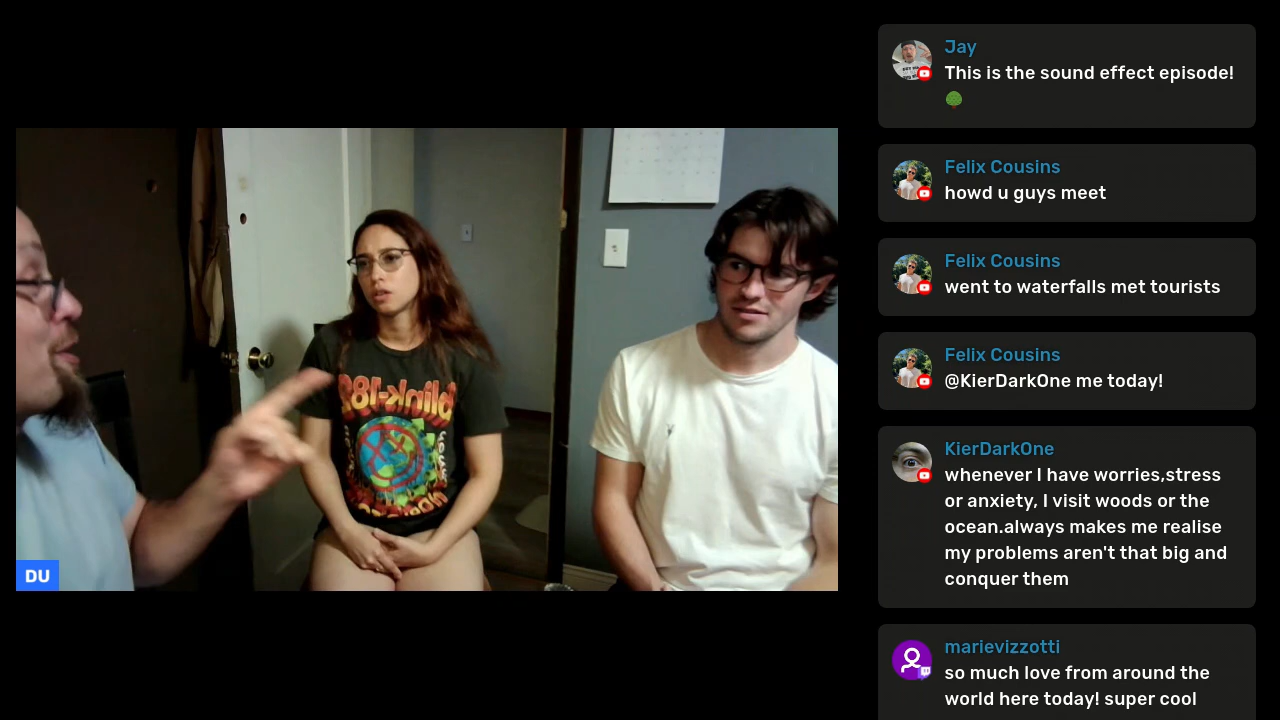 Jay
This is the sound effect episode!
Felix Cousins
howd u guys meet
Felix Cousins
went to waterfalls met tourists
Felix Cousins
@KierDarkOne me today!
KierDarkOne
whenever I have worries,stress
or anxiety, I visit woods or the
ocean.always makes me realise
my problems aren't that big and
conquer them
marievizzotti
so much love from around the
world here today! super cool
blink-182
DU